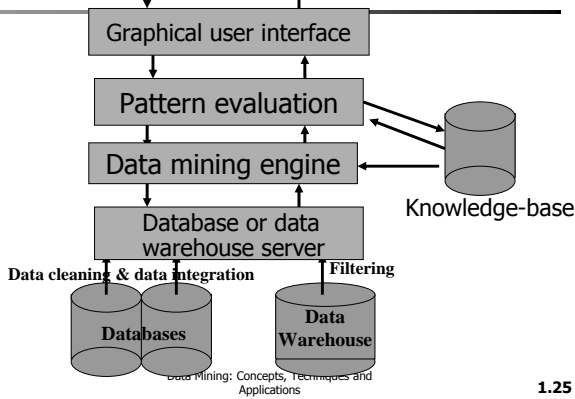 Graphical user interface
Pattern evaluation
Data mining engine
Knowledge-base
Database or data
warehouse server
Data cleaning & data integration
Filtering
Databases
Data
Warehouse
Data Mining: Concepts, Techniques and
Applications
1.25